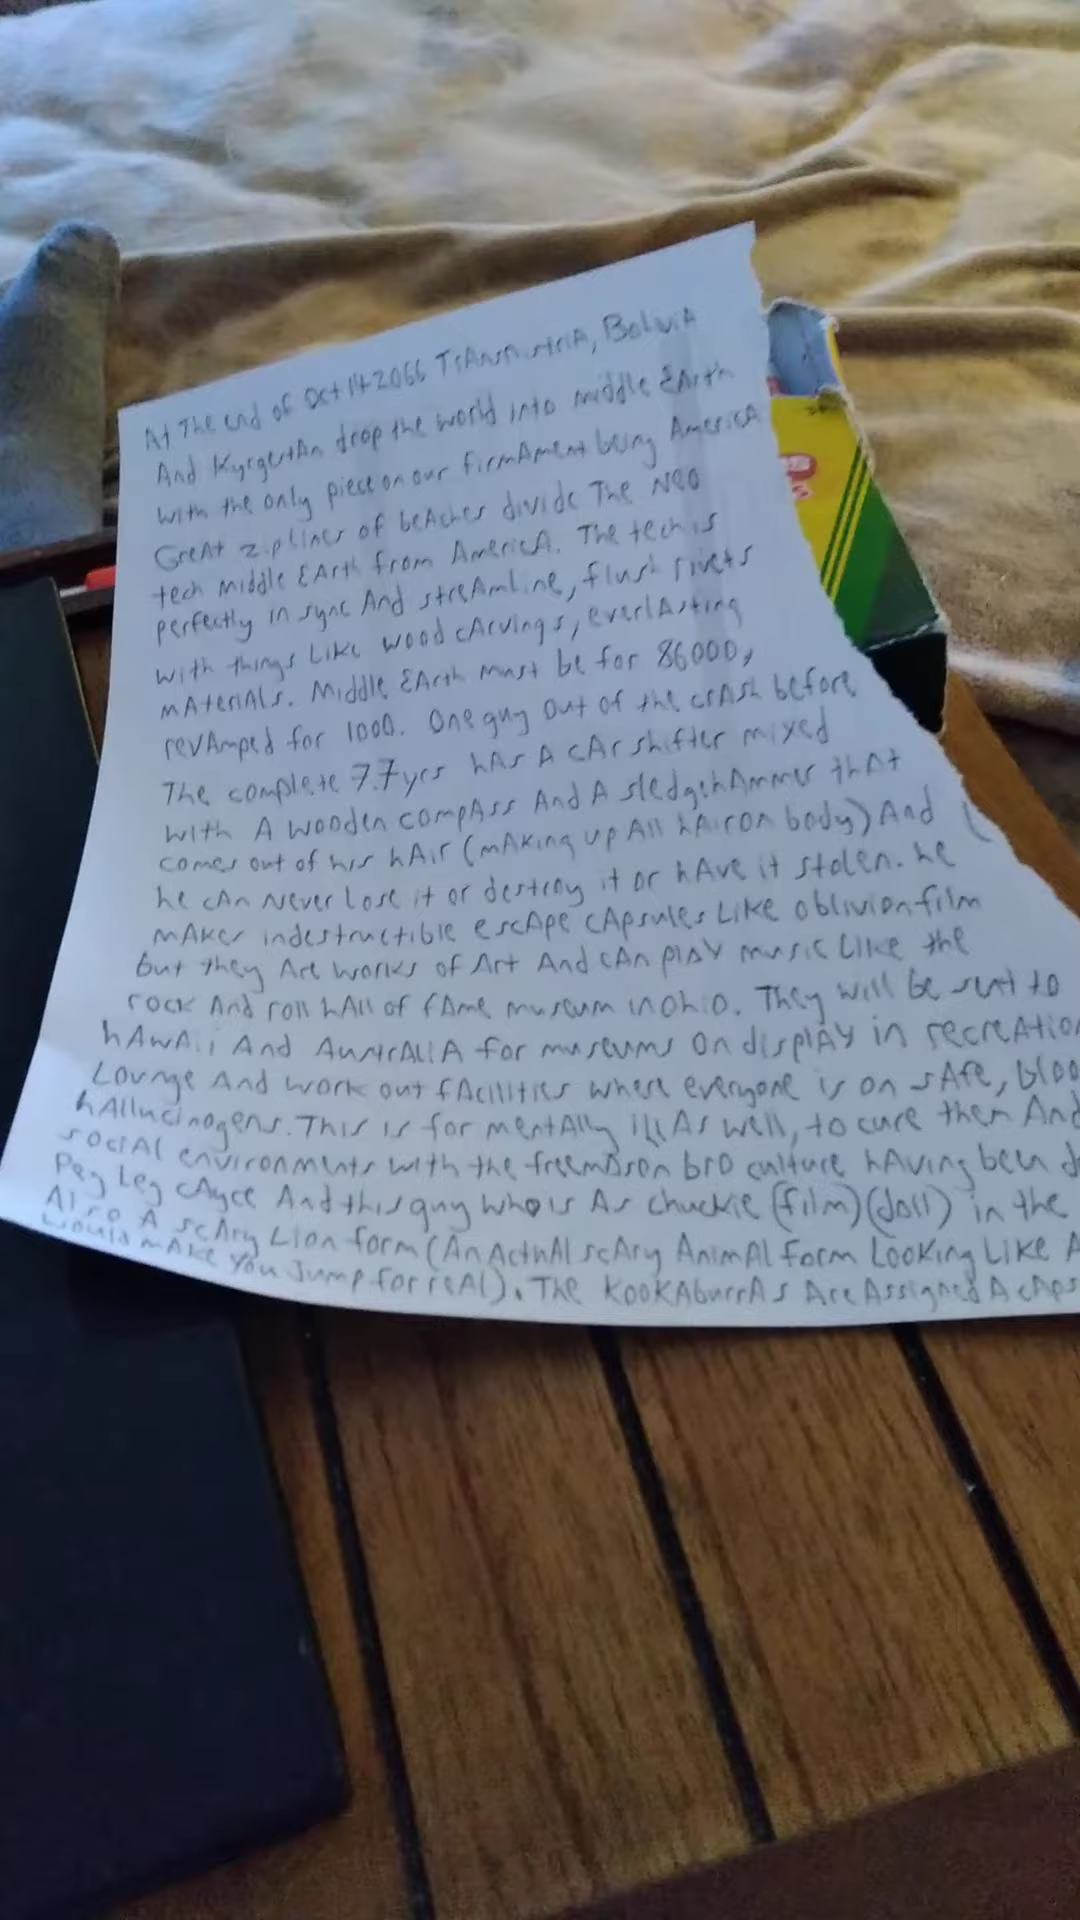 At The end of Oct 14 2066 TrAnsnistriA, BoliviA
And KyrgestAn drop the world into middle EArth
with the only piece on our firmAment being AmericA
GreAt ziplines of beAches divide The Neo
tech middle EArth from AmericA. The tech is
perfectly in sync And streAmline, flush rivets
with things Like wood cArvings, everlAsting
mAteriAls. Middle EArth must be for 86000,
revAmped for 1000. One guy out of the crAsh before
The complete 7.7 yrs hAs A cAr shifter mixed
with A wooden compAss And A sledgehAmmer thAt
comes out of his hAir (mAking up All hAir on body) And
he cAn never lose it or destroy it or hAve it stolen. he
mAkes indestructible escApe cApsules Like oblivion film
but they Are works of Art And cAn plAy music like the
rock And roll hAll of fAme museum in Ohio. They will be sent to
hAwAii And AustrAliA for museums on displAy in recreAtion
Lounge And work out fAcilities where everyone is on sAfe,
hAllucinogens. This is for mentAlly ill As well, to cure them And
sociAl environments with the freemAson bro culture hAving been
Peg Leg cAyce And this guy who is As chuckie (film) (doll) in the
Also A scAry Lion form (An ActuAl scAry AnimAl form Looking Like A
would mAke you Jump for reAl). The KookAburrAs Are Assigned A